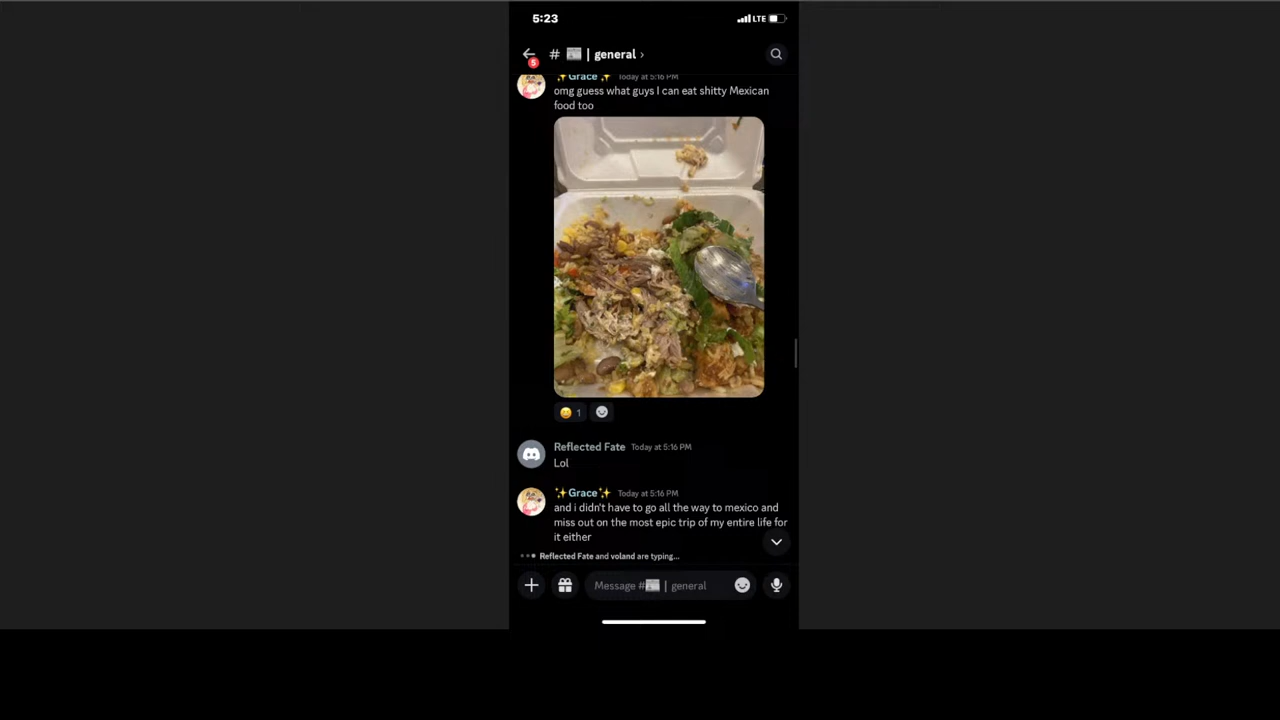 5:23 LTE
5 # | general ›
✨Grace✨ Today at 5:16 PM
omg guess what guys I can eat shitty Mexican
food too
1
Reflected Fate Today at 5:16 PM
Lol
✨Grace✨ Today at 5:16 PM
and i didn't have to go all the way to mexico and
miss out on the most epic trip of my entire life for
it either
Reflected Fate and voland are typing...
Message # | general